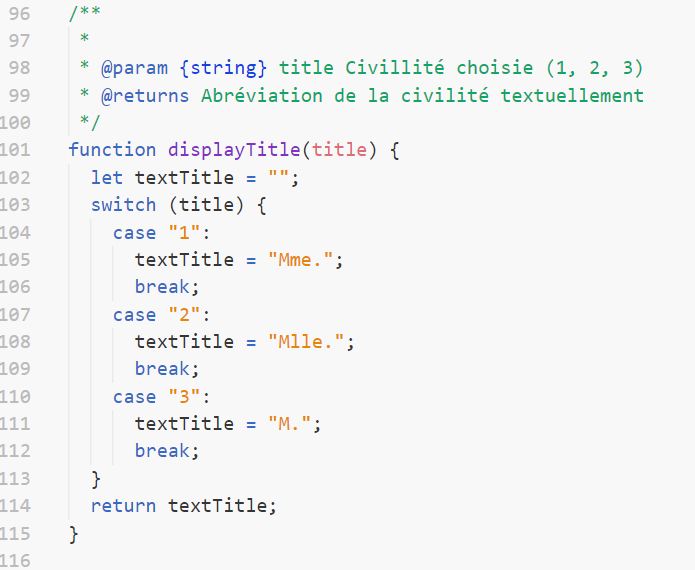 96 /**
97  *
98  * @param {string} title Civillité choisie (1, 2, 3)
99  * @returns Abréviation de la civilité textuellement
100  */
101 function displayTitle(title) {
102   let textTitle = "";
103   switch (title) {
104     case "1":
105       textTitle = "Mme.";
106       break;
107     case "2":
108       textTitle = "Mlle.";
109       break;
110     case "3":
111       textTitle = "M.";
112       break;
113   }
114   return textTitle;
115 }
116